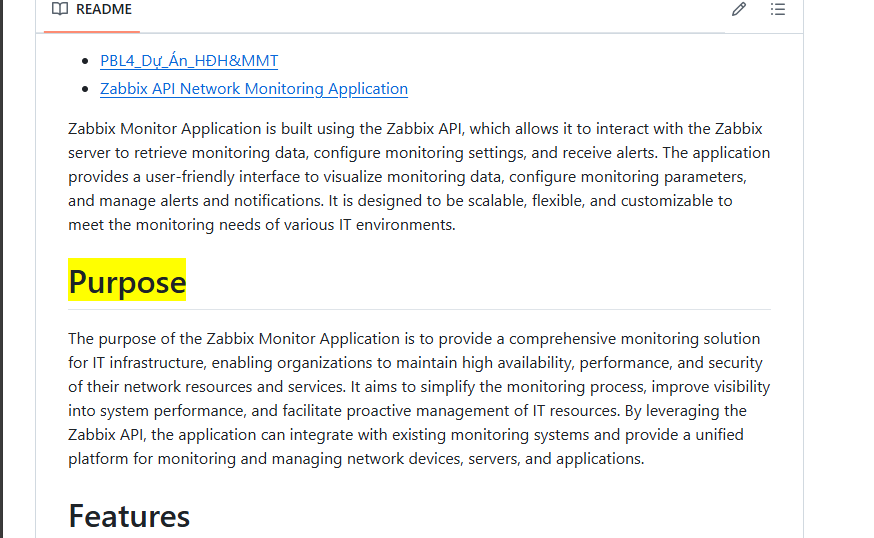 README
PBL4_Dự_Án_HĐH&MMT
Zabbix API Network Monitoring Application
Zabbix Monitor Application is built using the Zabbix API, which allows it to interact with the Zabbix
server to retrieve monitoring data, configure monitoring settings, and receive alerts. The application
provides a user-friendly interface to visualize monitoring data, configure monitoring parameters,
and manage alerts and notifications. It is designed to be scalable, flexible, and customizable to
meet the monitoring needs of various IT environments.
Purpose
The purpose of the Zabbix Monitor Application is to provide a comprehensive monitoring solution
for IT infrastructure, enabling organizations to maintain high availability, performance, and security
of their network resources and services. It aims to simplify the monitoring process, improve visibility
into system performance, and facilitate proactive management of IT resources. By leveraging the
Zabbix API, the application can integrate with existing monitoring systems and provide a unified
platform for monitoring and managing network devices, servers, and applications.
Features